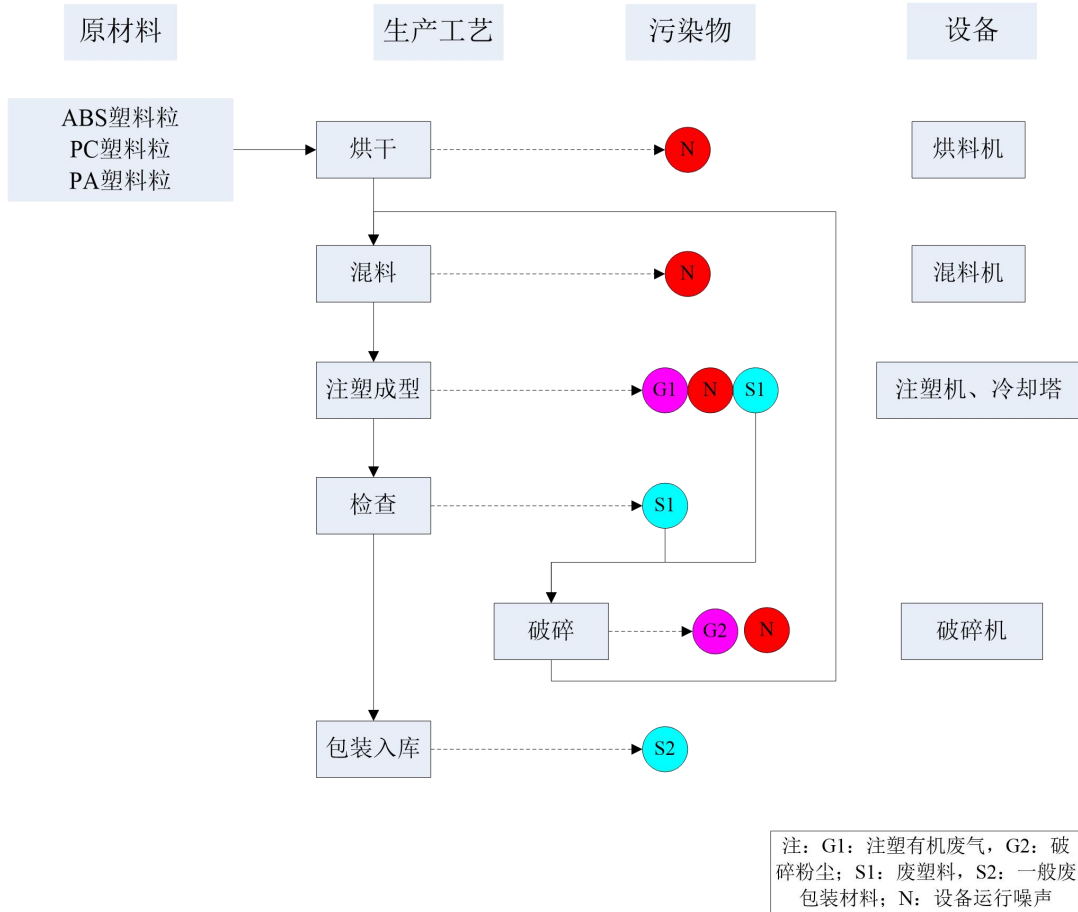 原材料
生产工艺
污染物
设备
ABS塑料粒
PC塑料粒
PA塑料粒
烘干
N
烘料机
混料
N
混料机
注塑成型
G1
N
S1
注塑机、冷却塔
检查
S1
破碎
G2
N
破碎机
包装入库
S2
注：G1：注塑有机废气，G2：破
碎粉尘；S1：废塑料，S2：一般废
包装材料；N：设备运行噪声